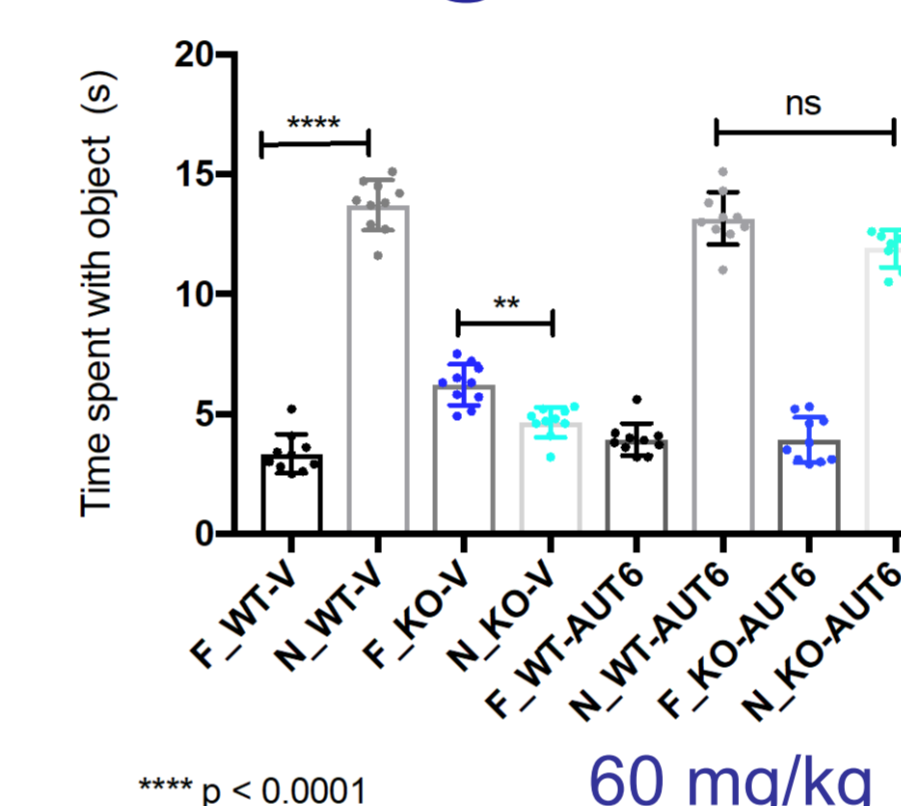 20
15
10
5
0
Time spent with object (s)
****
**
ns
F_WT-V
N_WT-V
F_KO-V
N_KO-V
F_WT-AUT6
N_WT-AUT6
F_KO-AUT6
N_KO-AUT6
**** p < 0.0001
60 mg/kg